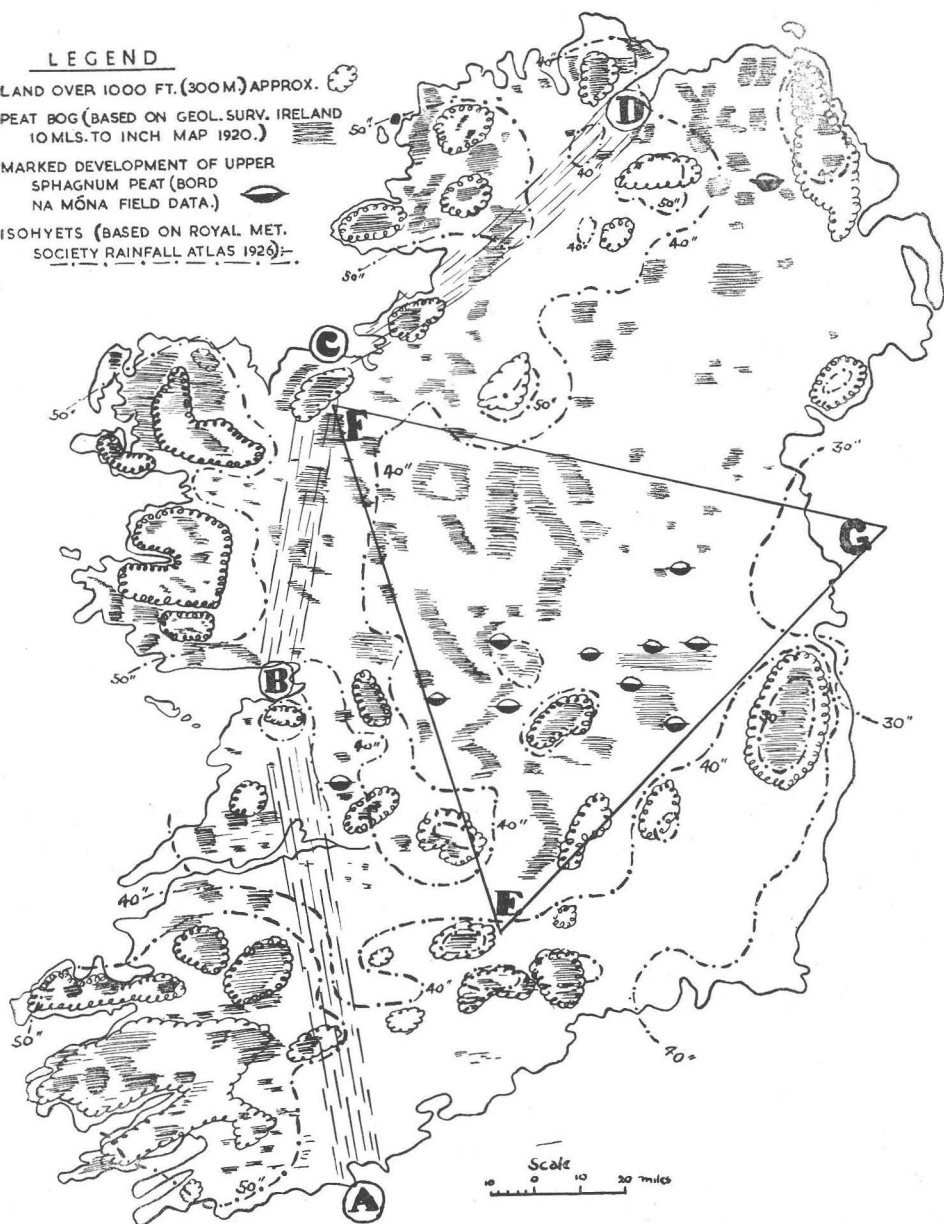 LEGEND
LAND OVER 1000 FT. (300 M.) APPROX.
PEAT BOG (BASED ON GEOL. SURV. IRELAND
10 MLS. TO INCH MAP 1920.)
MARKED DEVELOPMENT OF UPPER
SPHAGNUM PEAT (BORD
NA MÓNA FIELD DATA.)
ISOHYETS (BASED ON ROYAL MET.
SOCIETY RAINFALL ATLAS 1926):-
40"
50"
D
40"
50"
40"
40"
50"
C
50"
50"
F
40"
30"
G
50"
B
30"
40"
40"
40"
40"
E
40"
50"
40"
50"
A
Scale
10 0 10 20 miles